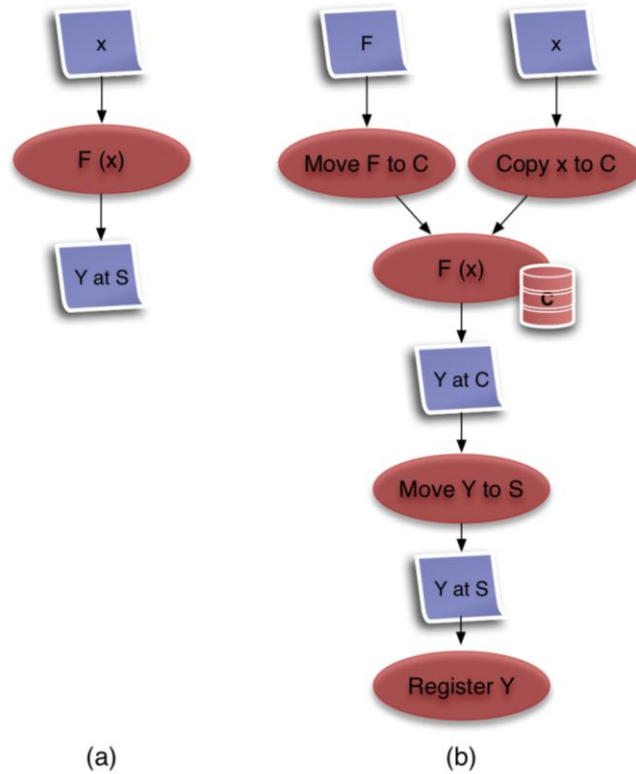 x
F (x)
Y at S
(a)
F
x
Move F to C
Copy x to C
F (x)
C
Y at C
Move Y to S
Y at S
Register Y
(b)